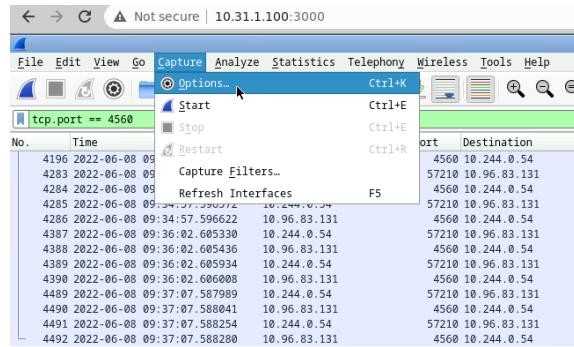 Not secure | 10.31.1.100:3000
File Edit View Go Capture Analyze Statistics Telephony Wireless Tools Help
Options… Ctrl+K
Start Ctrl+E
Stop Ctrl+E
Restart Ctrl+R
Capture Filters…
Refresh Interfaces F5
tcp.port == 4560
No. Time ort Destination
4196 2022-06-08 09 4560 10.244.0.54
4283 2022-06-08 09 57210 10.96.83.131
4284 2022-06-08 09 4560 10.244.0.54
4285 2022-06-08 09:34:57.596572 10.244.0.54 57210 10.96.83.131
4286 2022-06-08 09:34:57.596622 10.96.83.131 4560 10.244.0.54
4387 2022-06-08 09:36:02.605330 10.244.0.54 57210 10.96.83.131
4388 2022-06-08 09:36:02.605436 10.96.83.131 4560 10.244.0.54
4389 2022-06-08 09:36:02.605934 10.244.0.54 57210 10.96.83.131
4390 2022-06-08 09:36:02.606008 10.96.83.131 4560 10.244.0.54
4489 2022-06-08 09:37:07.587989 10.244.0.54 57210 10.96.83.131
4490 2022-06-08 09:37:07.588041 10.96.83.131 4560 10.244.0.54
4491 2022-06-08 09:37:07.588254 10.244.0.54 57210 10.96.83.131
4492 2022-06-08 09:37:07.588280 10.96.83.131 4560 10.244.0.54